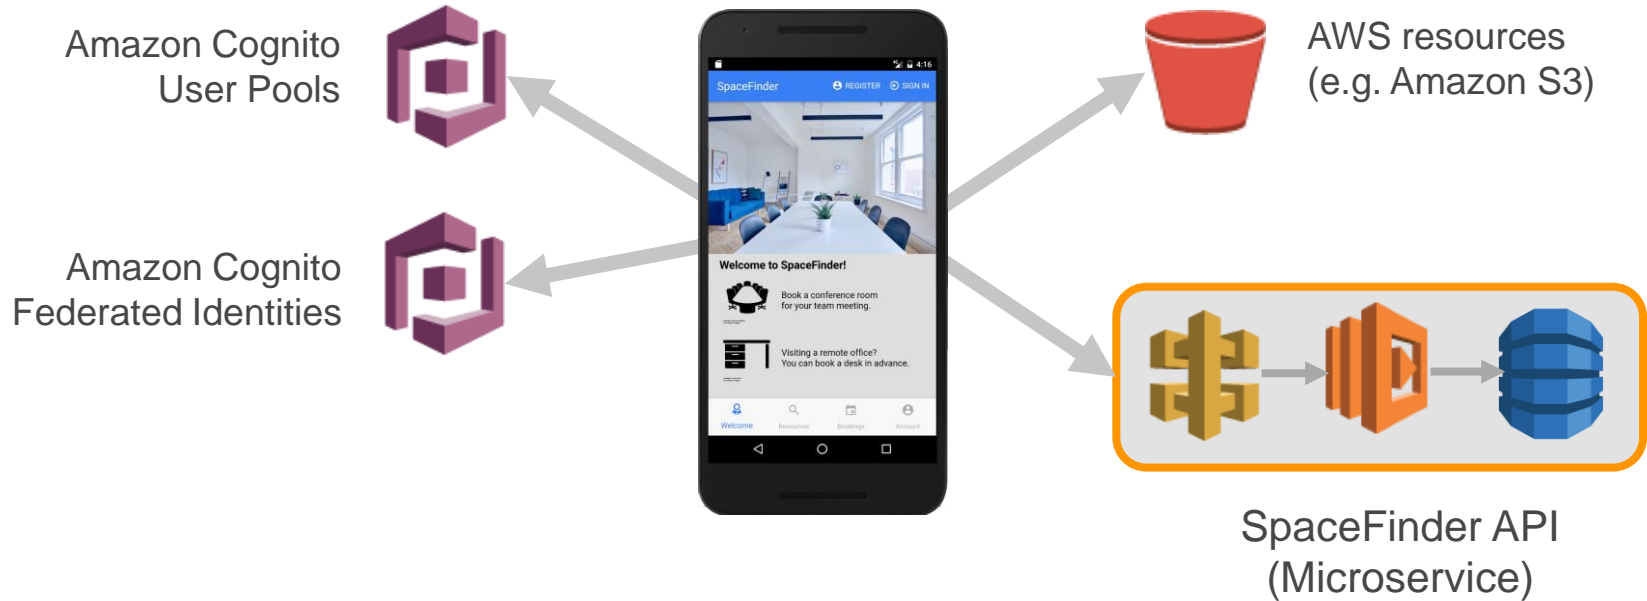 Amazon Cognito
User Pools
Amazon Cognito
Federated Identities
4:16
SpaceFinder
REGISTER
SIGN IN
Welcome to SpaceFinder!
Book a conference room
for your team meeting.
Visiting a remote office?
You can book a desk in advance.
Welcome
Resources
Bookings
Account
AWS resources
(e.g. Amazon S3)
SpaceFinder API
(Microservice)